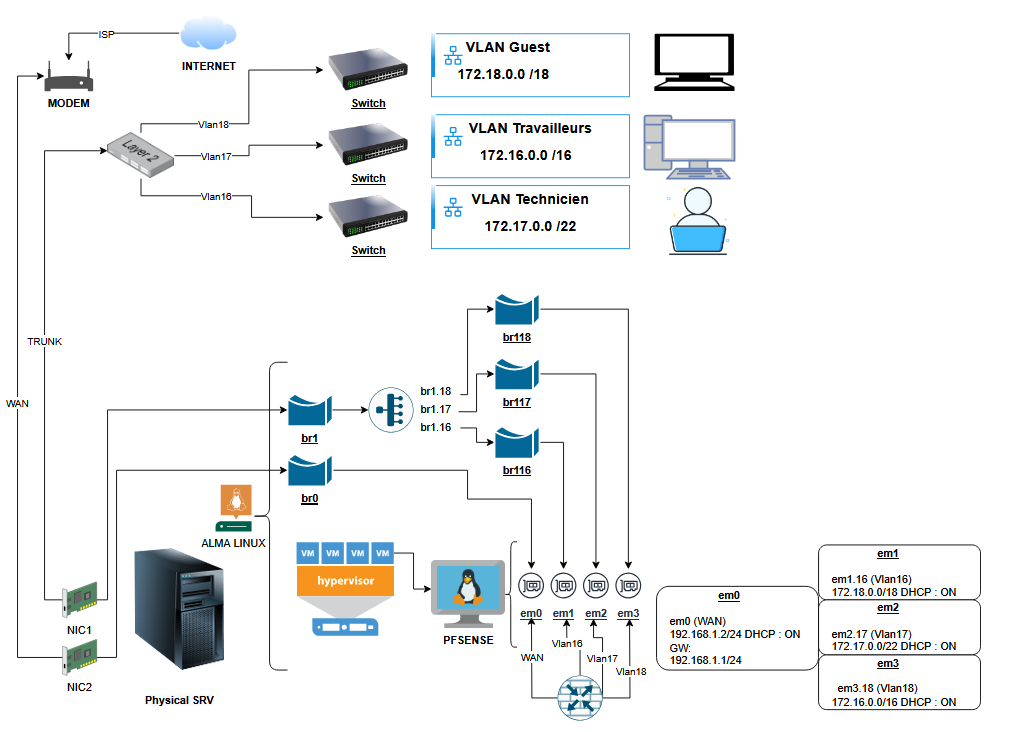 ISP
INTERNET
MODEM
Layer 2
Vlan18
Vlan17
Vlan16
Switch
VLAN Guest
172.18.0.0 /18
Switch
VLAN Travailleurs
172.16.0.0 /16
Switch
VLAN Technicien
172.17.0.0 /22
TRUNK
WAN
br118
br117
br116
br1.18
br1.17
br1.16
br1
br0
ALMA LINUX
VM VM VM VM
hypervisor
PFSENSE
NIC1
NIC2
Physical SRV
em0 em1 em2 em3
WAN
Vlan16
Vlan17
Vlan18
em0
em0 (WAN)
192.168.1.2/24 DHCP : ON
GW:
192.168.1.1/24
em1
em1.16 (Vlan16)
172.18.0.0/18 DHCP : ON
em2
em2.17 (Vlan17)
172.17.0.0/22 DHCP : ON
em3
em3.18 (Vlan18)
172.16.0.0/16 DHCP : ON